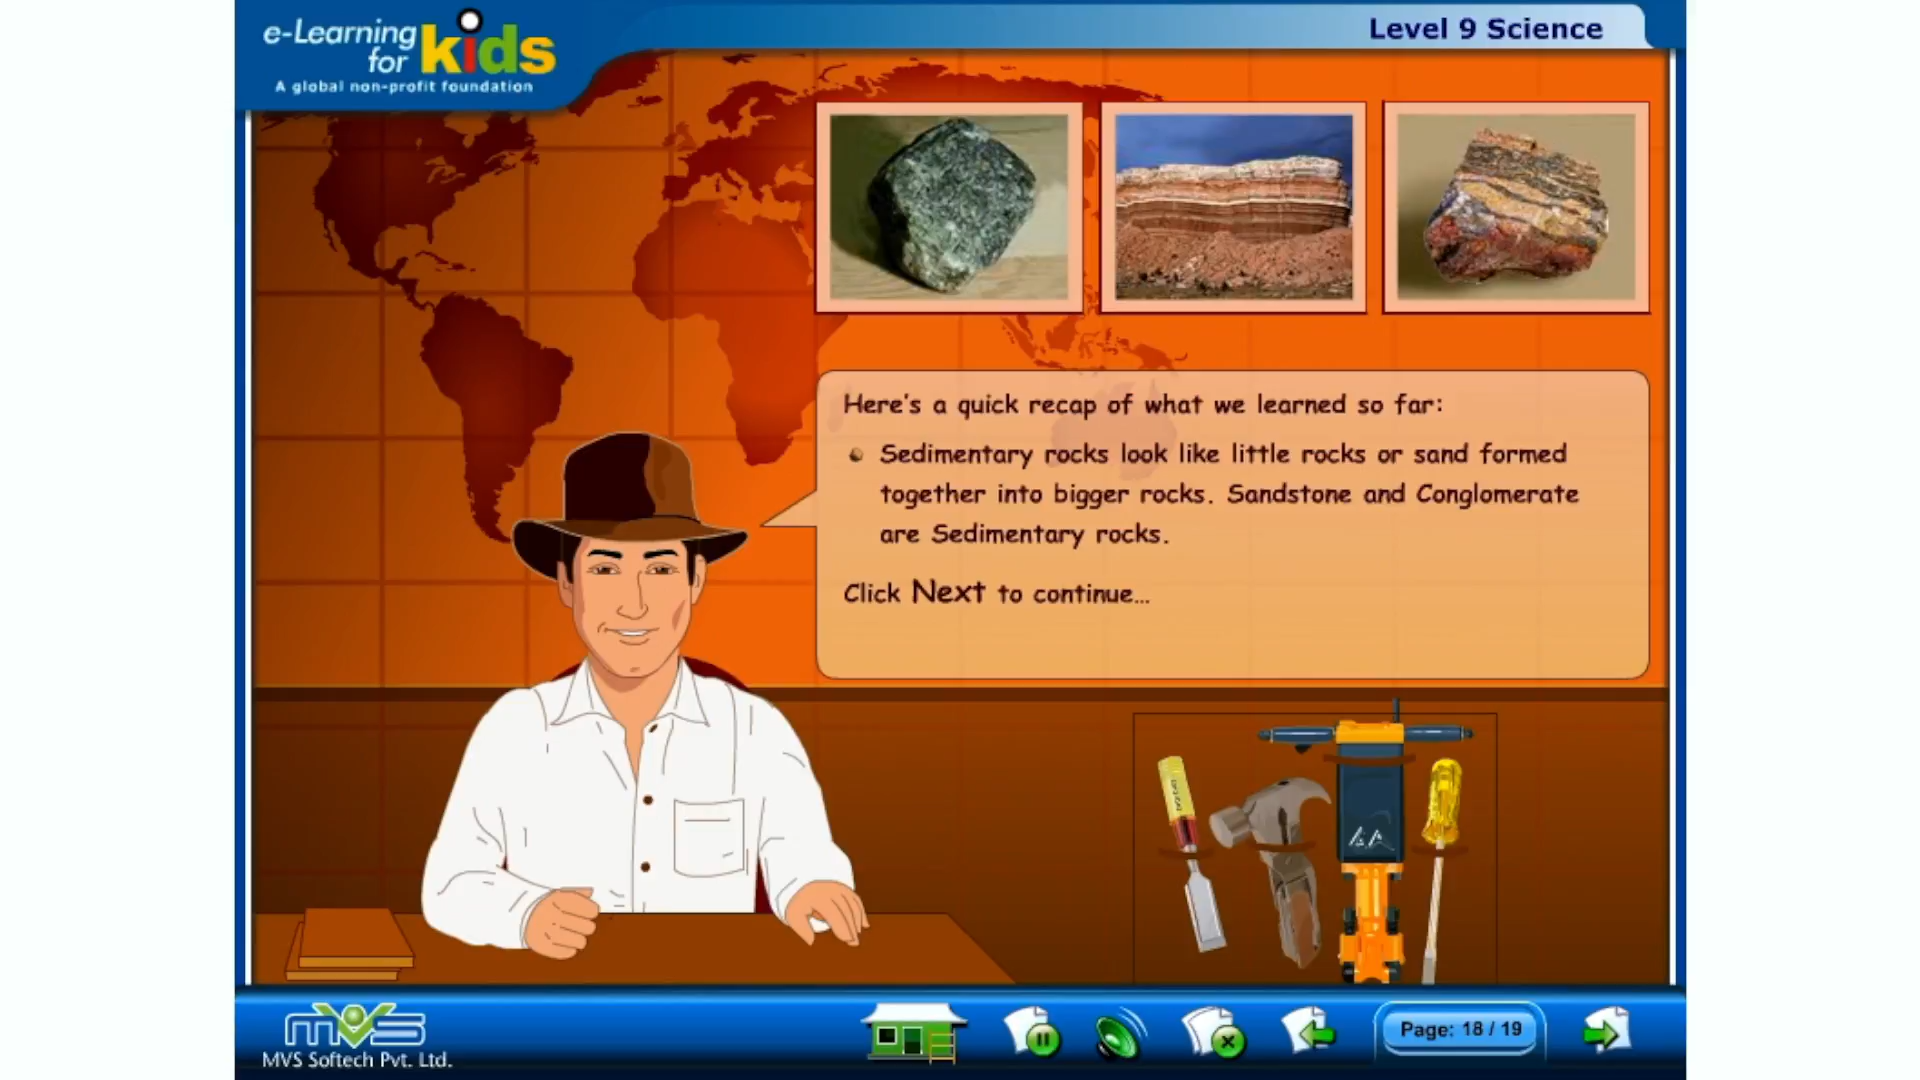 e-Learning
for kids
A global non-profit foundation
Level 9 Science
Here's a quick recap of what we learned so far:
Sedimentary rocks look like little rocks or sand formed
together into bigger rocks. Sandstone and Conglomerate
are Sedimentary rocks.
Click Next to continue...
MVS
MVS Softech Pvt. Ltd.
Page: 18 / 19